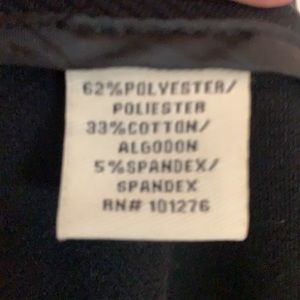 62%POLYESTER/
POLIESTER
33%COTTON/
ALGODON
5%SPANDEX/
SPANDEX
RN# 101276